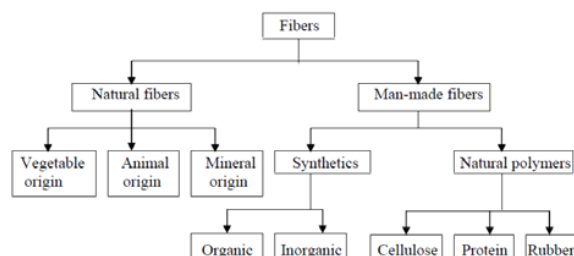 Fibers
Natural fibers
Man-made fibers
Vegetable
origin
Animal
origin
Mineral
origin
Synthetics
Natural polymers
Organic
Inorganic
Cellulose
Protein
Rubber